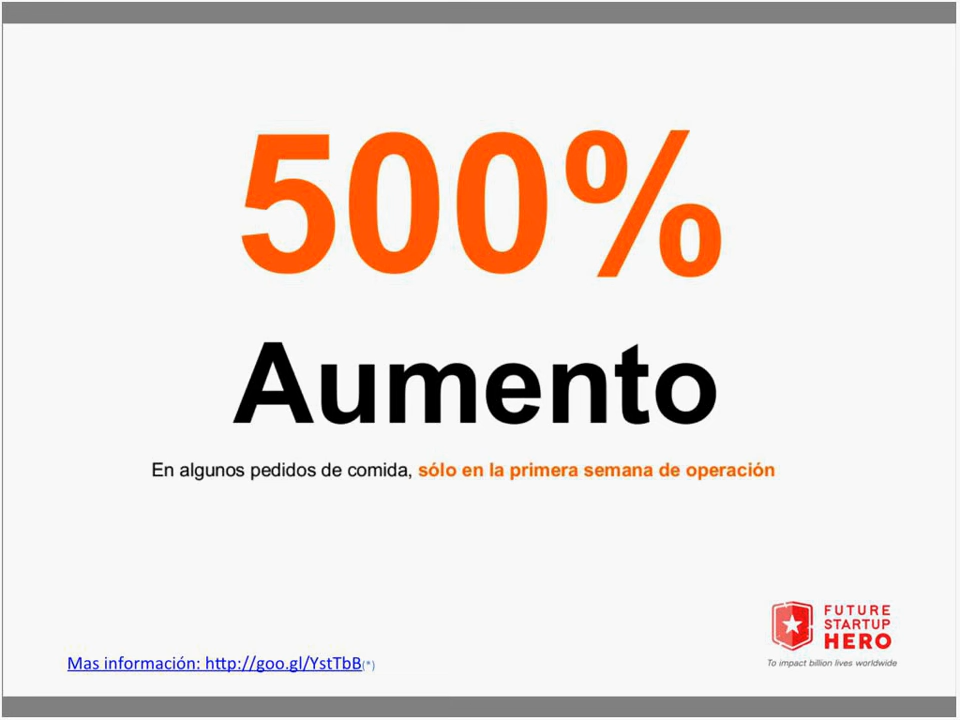 500%
Aumento
En algunos pedidos de comida, sólo en la primera semana de operación
FUTURE
STARTUP
HERO
To impact billion lives worldwide
Mas información: http://goo.gl/YstTbB(*)